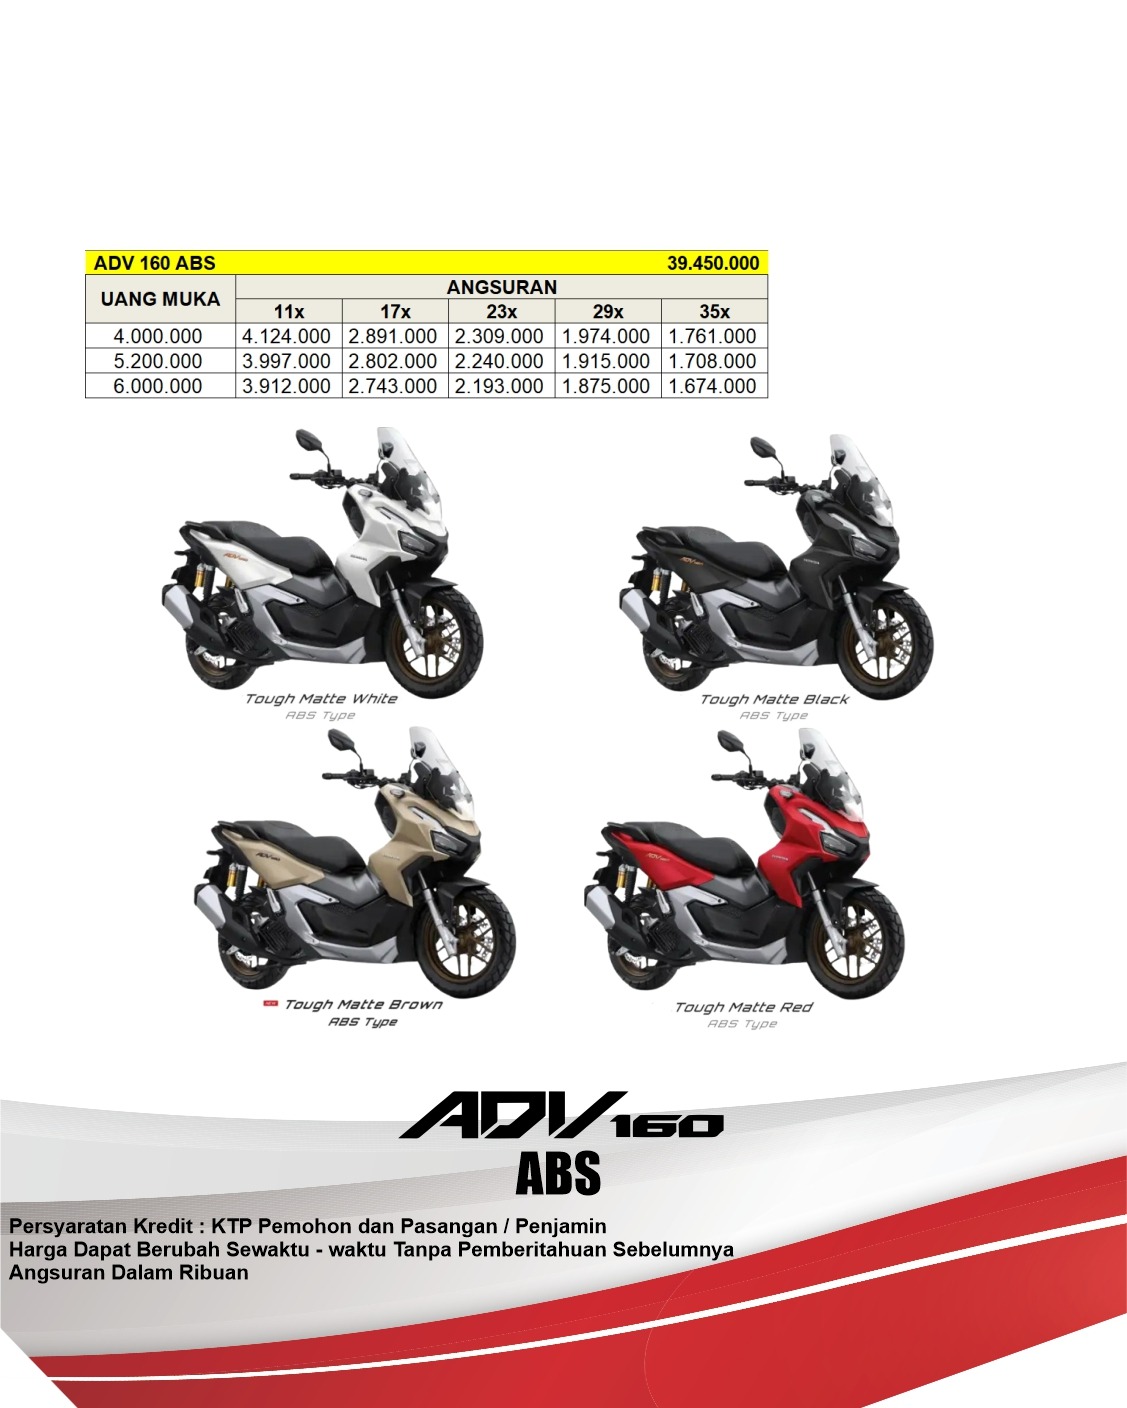 ADV 160 ABS 39.450.000
UANG MUKA ANGSURAN
11x 17x 23x 29x 35x
4.000.000 4.124.000 2.891.000 2.309.000 1.974.000 1.761.000
5.200.000 3.997.000 2.802.000 2.240.000 1.915.000 1.708.000
6.000.000 3.912.000 2.743.000 2.193.000 1.875.000 1.674.000
Tough Matte White
ABS Type
Tough Matte Black
ABS Type
Tough Matte Brown
ABS Type
Tough Matte Red
ABS Type
ADV160
ABS
Persyaratan Kredit : KTP Pemohon dan Pasangan / Penjamin
Harga Dapat Berubah Sewaktu - waktu Tanpa Pemberitahuan Sebelumnya
Angsuran Dalam Ribuan